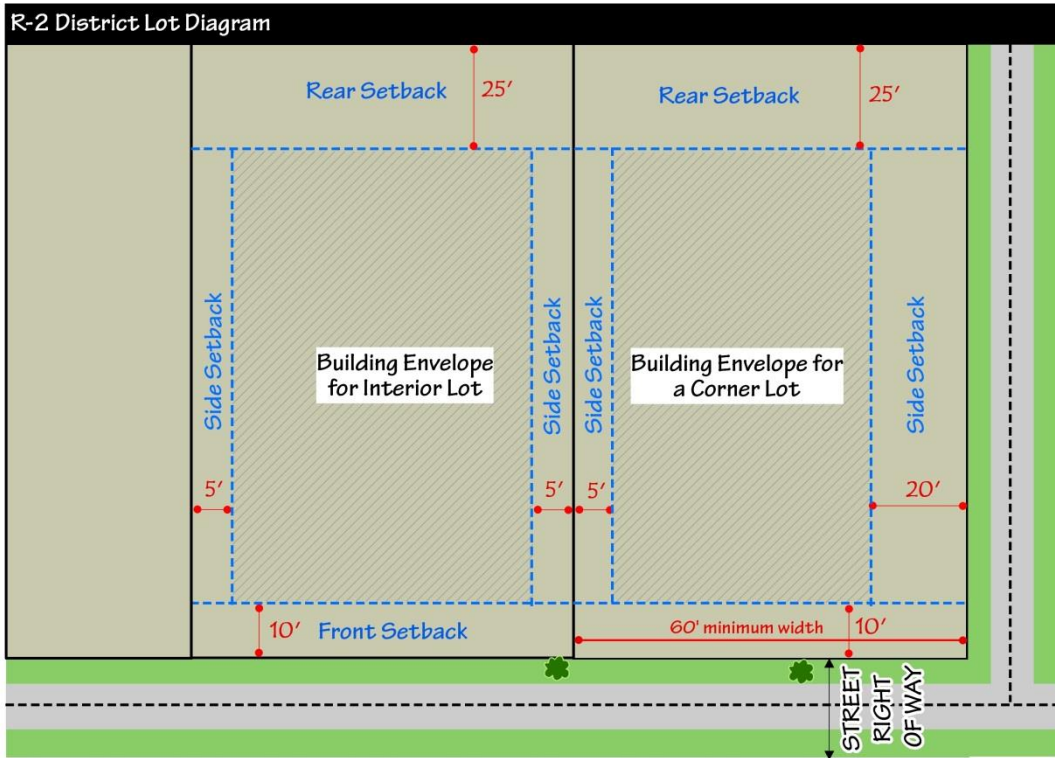 R-2 District Lot Diagram
Rear Setback
25'
Rear Setback
25'
Side Setback
Building Envelope
for Interior Lot
Side Setback
Side Setback
Building Envelope for
a Corner Lot
Side Setback
5'
5'
5'
20'
10'
Front Setback
60' minimum width
10'
STREET
RIGHT
OF WAY